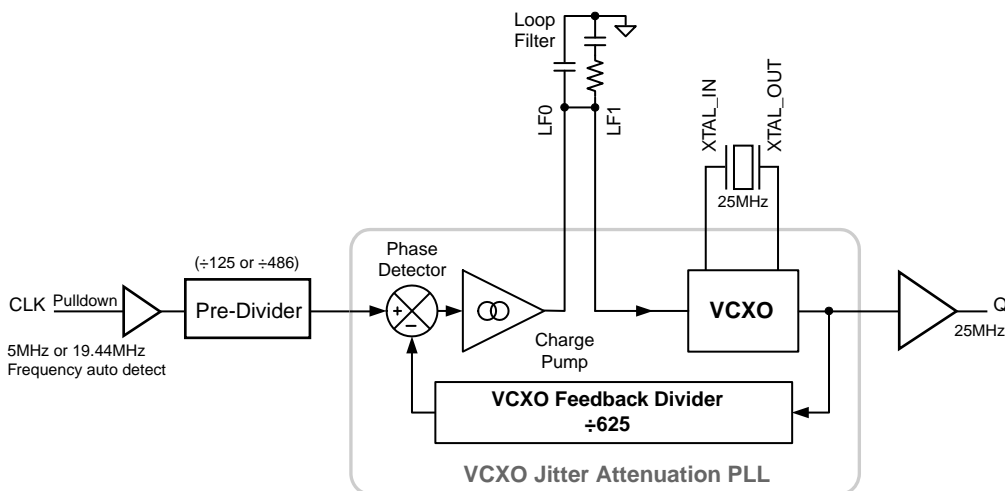 Loop
Filter
LF0
LF1
XTAL_IN
XTAL_OUT
25MHz
(÷125 or ÷486)
Phase
Detector
CLK
Pulldown
Pre-Divider
+
–
VCXO
Q
25MHz
5MHz or 19.44MHz
Frequency auto detect
Charge
Pump
VCXO Feedback Divider
÷625
VCXO Jitter Attenuation PLL